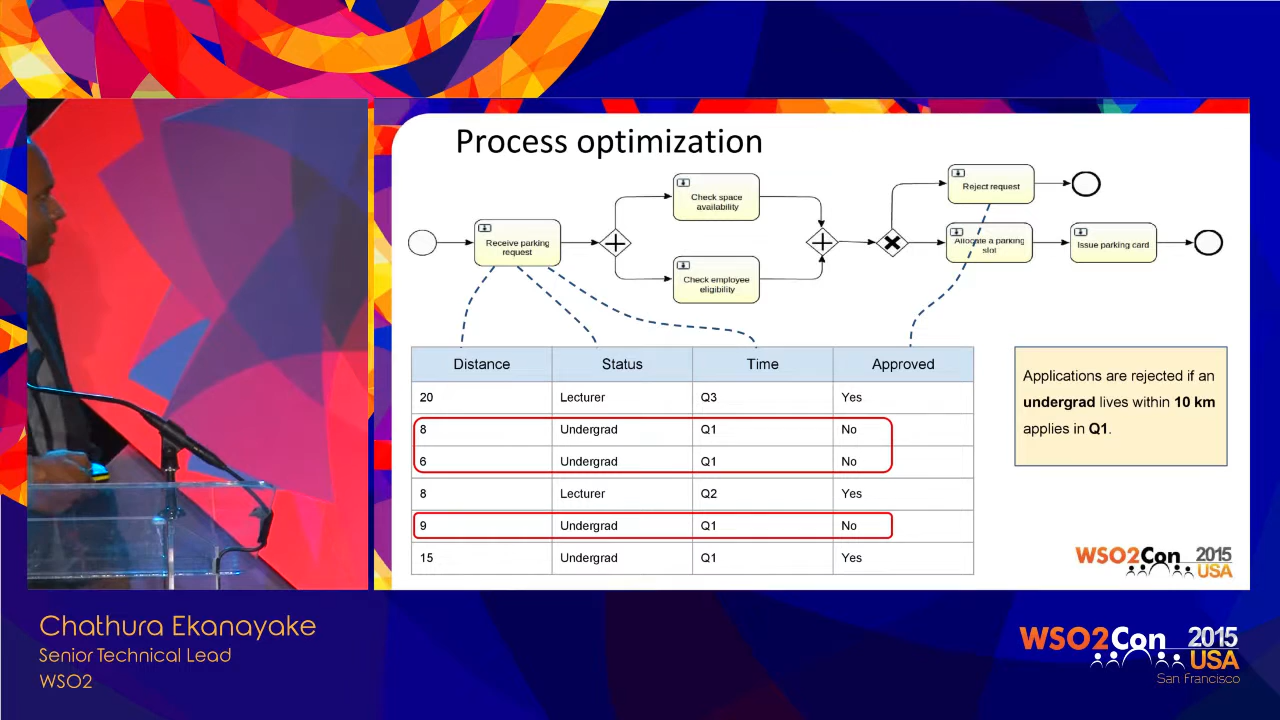 Process optimization
Receive parking
request
Check space
availability
Check employee
eligibility
Reject request
Allocate a parking
slot
Issue parking card
Distance Status Time Approved
20 Lecturer Q3 Yes
8 Undergrad Q1 No
6 Undergrad Q1 No
8 Lecturer Q2 Yes
9 Undergrad Q1 No
15 Undergrad Q1 Yes
Applications are rejected if an
undergrad lives within 10 km
applies in Q1.
WSO2Con 2015
USA
Chathura Ekanayake
Senior Technical Lead
WSO2
WSO2Con 2015
USA
San Francisco